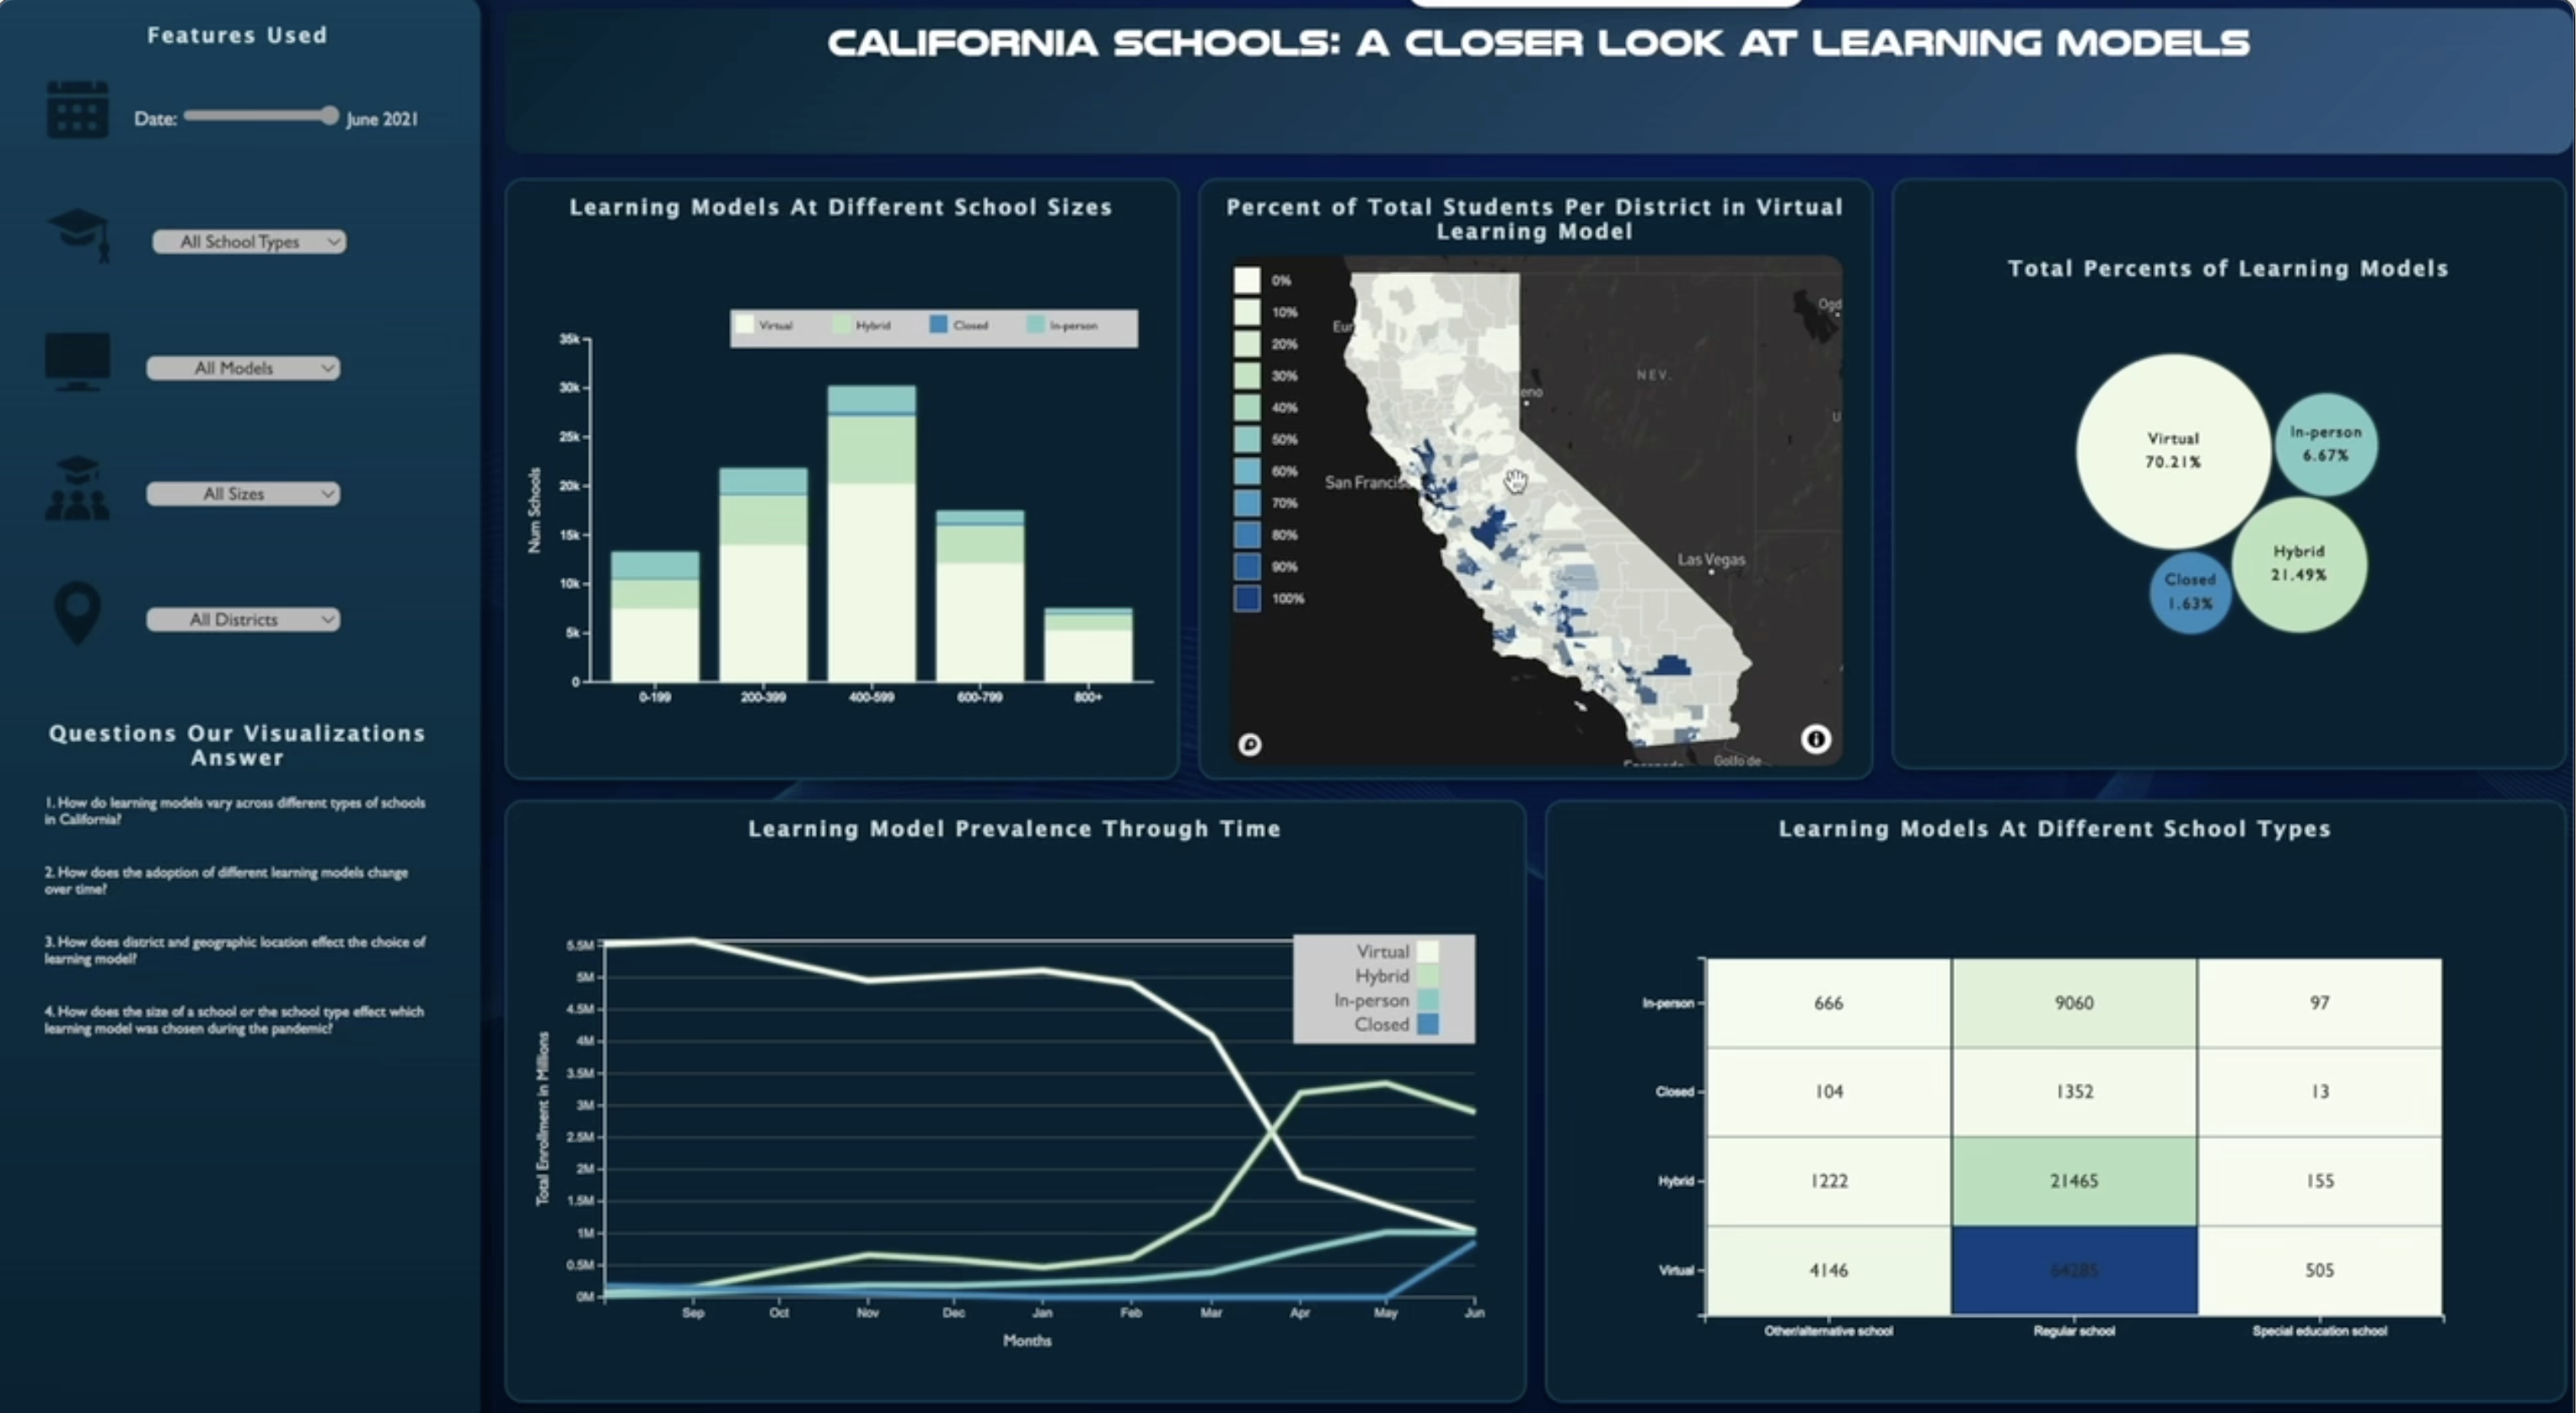 Features Used
Date:
June 2021
All School Types
All Models
All Sizes
All Districts
Questions Our Visualizations
Answer
1. How do learning models vary across different types of schools
in California?
2. How does the adoption of different learning models change
over time?
3. How does district and geographic location effect the choice of
learning model?
4. How does the size of a school or the school type effect which
learning model was chosen during the pandemic?
CALIFORNIA SCHOOLS: A CLOSER LOOK AT LEARNING MODELS
Learning Models At Different School Sizes
Virtual Hybrid Closed In-person
35k
30k
25k
20k
15k
10k
5k
0
Num Schools
0-199 200-399 400-599 600-799 800+
Percent of Total Students Per District in Virtual
Learning Model
0%
10%
20%
30%
40%
50%
60%
70%
80%
90%
100%
Ogd
Eur
NEV.
eno
U
San Francisc
Las Vegas
Golfo de
Total Percents of Learning Models
Virtual
70.21%
In-person
6.67%
Hybrid
21.49%
Closed
1.63%
Learning Model Prevalence Through Time
Virtual
Hybrid
In-person
Closed
5.5M
5M
4.5M
4M
3.5M
3M
2.5M
2M
1.5M
1M
0.5M
0M
Total Enrollment in Millions
Sep Oct Nov Dec Jan Feb Mar Apr May Jun
Months
Learning Models At Different School Types
In-person 666 9060 97
Closed 104 1352 13
Hybrid 1222 21465 155
Virtual 4146 64285 505
Other/alternative school Regular school Special education school